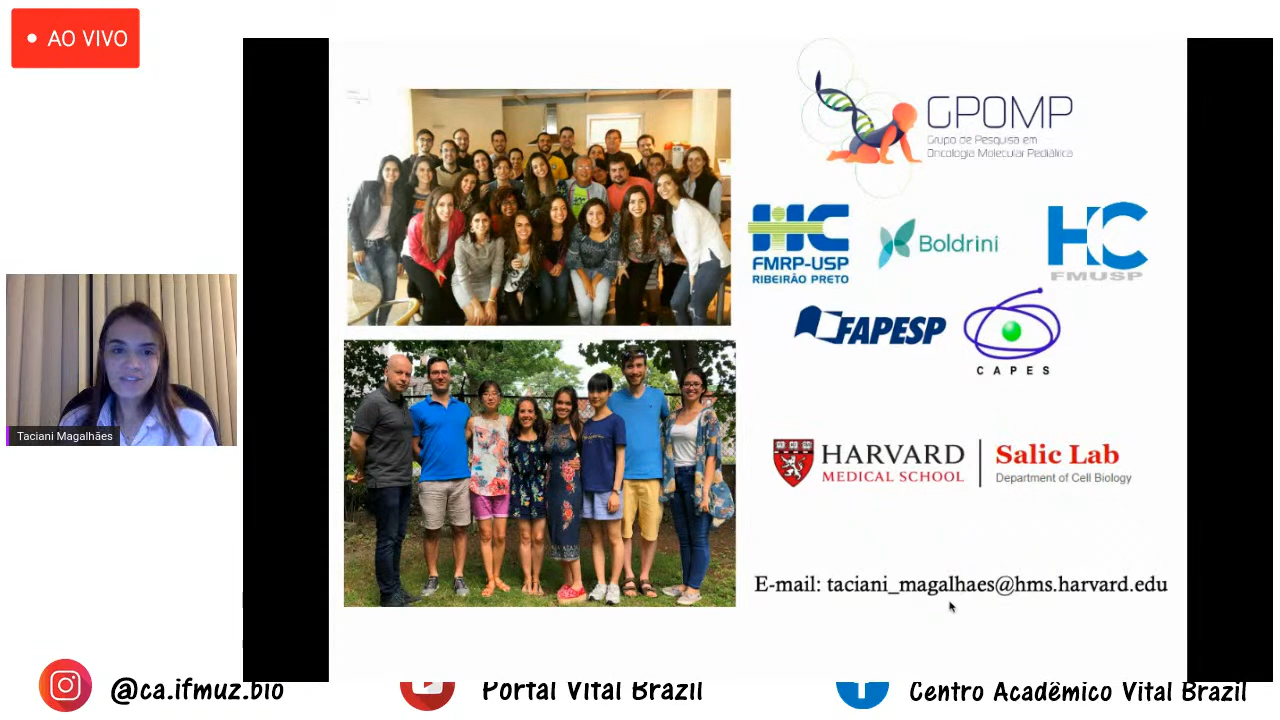 • AO VIVO
GPOMP
Grupo de Pesquisa em
Oncologia Molecular Pediátrica
HC
FMRP-USP
RIBEIRÃO PRETO
Boldrini
HC
FMUSP
FAPESP
CAPES
HARVARD
MEDICAL SCHOOL
Salic Lab
Department of Cell Biology
Taciani Magalhães
E-mail: taciani_magalhaes@hms.harvard.edu
@ca.ifmuz.bio
Portal Vital Brazil
Centro Acadêmico Vital Brazil